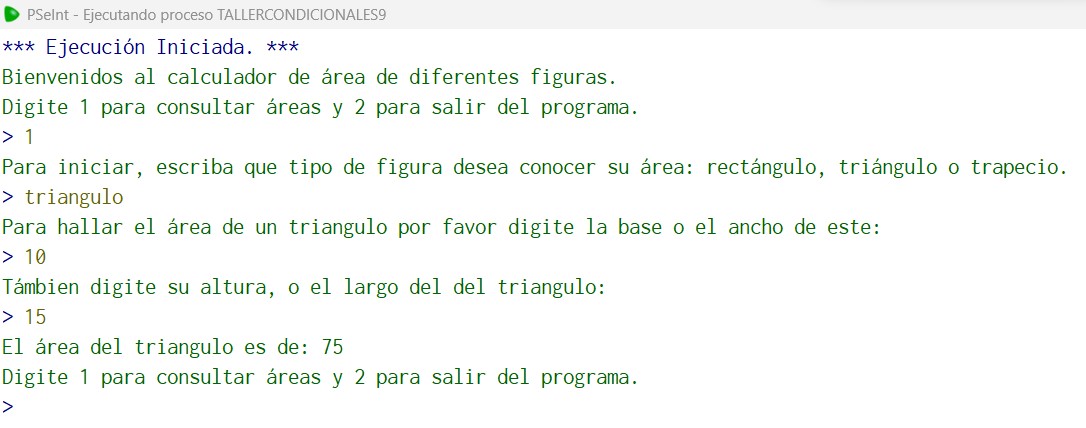 PSeInt - Ejecutando proceso TALLERCONDICIONALES9
*** Ejecución Iniciada. ***
Bienvenidos al calculador de área de diferentes figuras.
Digite 1 para consultar áreas y 2 para salir del programa.
> 1
Para iniciar, escriba que tipo de figura desea conocer su área: rectángulo, triángulo o trapecio.
> triangulo
Para hallar el área de un triangulo por favor digite la base o el ancho de este:
> 10
Támbien digite su altura, o el largo del del triangulo:
> 15
El área del triangulo es de: 75
Digite 1 para consultar áreas y 2 para salir del programa.
>